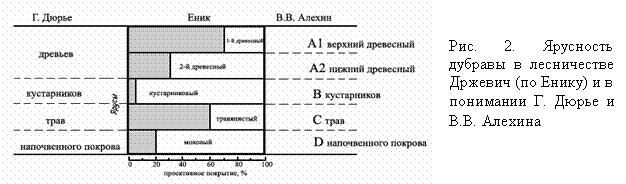 Г. Дюрье Еник В.В. Алехин
1-й древесный
А1 верхний древесный
древьев
2-й древесный
А2 нижний древесный
кустарников кустарниковый В кустарников
Ярусы
трав травянистый С трав
напочвенного покрова моховый D напочвенного покрова
0 20 40 60 80 100
проективное покрытие, %
Рис. 2. Ярусность
дубравы в лесничестве
Држевич (по Енику) и в
понимании Г. Дюрье и
В.В. Алехина